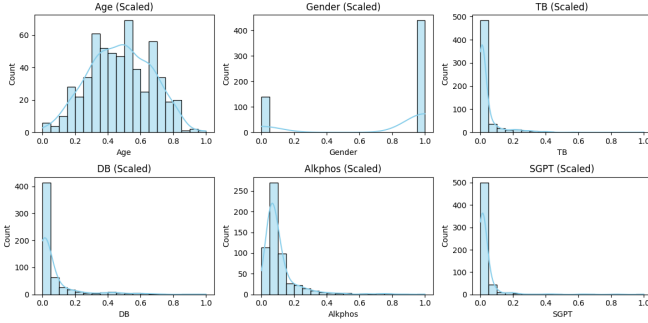 Age (Scaled)
Count
60
40
20
0
0.0 0.2 0.4 0.6 0.8 1.0
Age
Gender (Scaled)
Count
400
300
200
100
0
0.0 0.2 0.4 0.6 0.8 1.0
Gender
TB (Scaled)
Count
500
400
300
200
100
0
0.0 0.2 0.4 0.6 0.8 1.0
TB
DB (Scaled)
Count
400
300
200
100
0
0.0 0.2 0.4 0.6 0.8 1.0
DB
Alkphos (Scaled)
Count
250
200
150
100
50
0
0.0 0.2 0.4 0.6 0.8 1.0
Alkphos
SGPT (Scaled)
Count
500
400
300
200
100
0
0.0 0.2 0.4 0.6 0.8 1.0
SGPT